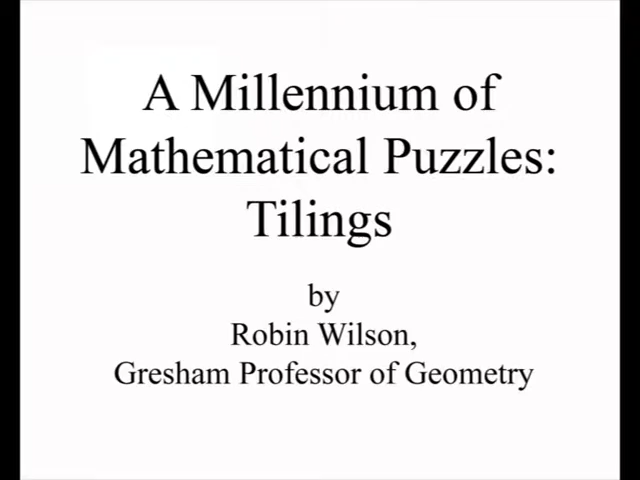 A Millennium of
Mathematical Puzzles:
Tilings
by
Robin Wilson,
Gresham Professor of Geometry